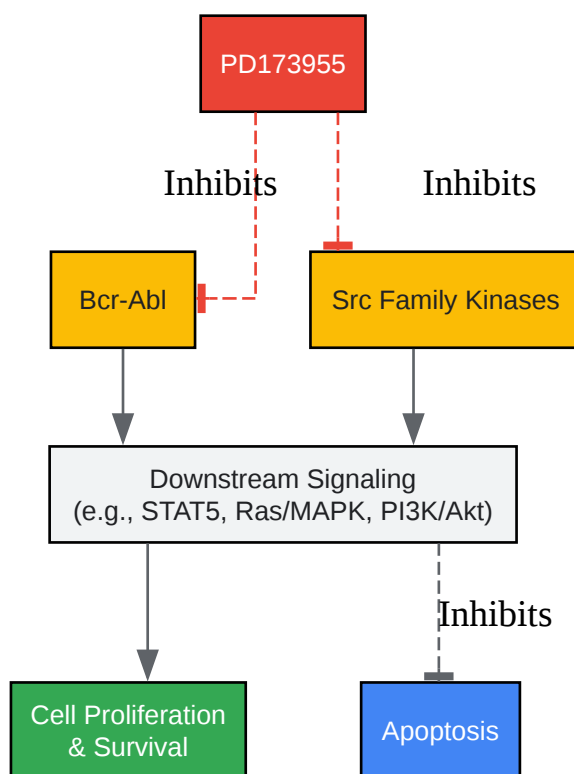 PD173955
Inhibits
Inhibits
Bcr-Abl
Src Family Kinases
Downstream Signaling
(e.g., STAT5, Ras/MAPK, PI3K/Akt)
Inhibits
Cell Proliferation
& Survival
Apoptosis